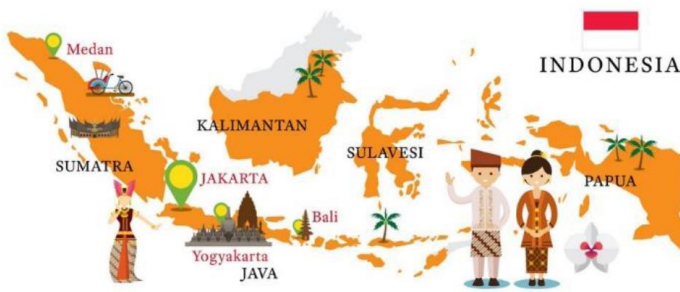 Medan
INDONESIA
KALIMANTAN
SULAVESI
SUMATRA
JAKARTA
PAPUA
Bali
Yogyakarta
JAVA